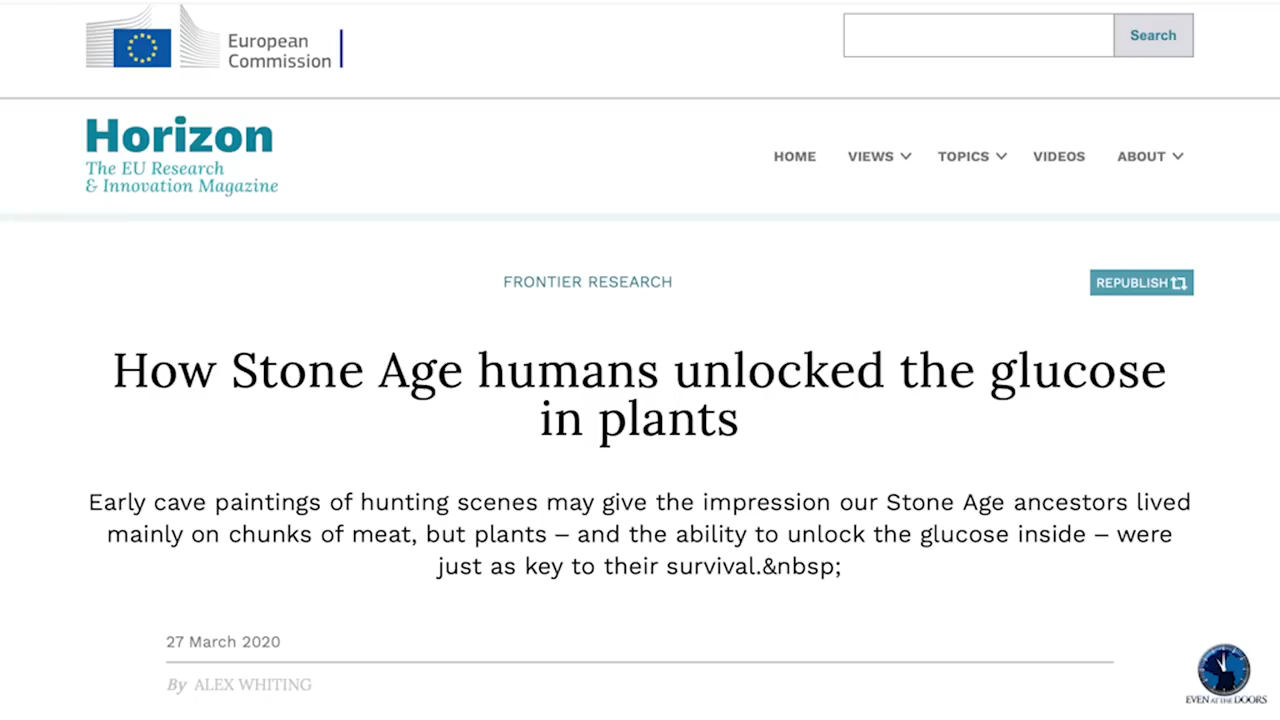 European
Commission
Search
Horizon
The EU Research
& Innovation Magazine
HOME VIEWS TOPICS VIDEOS ABOUT
FRONTIER RESEARCH
REPUBLISH
How Stone Age humans unlocked the glucose
in plants
Early cave paintings of hunting scenes may give the impression our Stone Age ancestors lived
mainly on chunks of meat, but plants – and the ability to unlock the glucose inside – were
just as key to their survival.&nbsp;
27 March 2020
By ALEX WHITING
EVEN AT THE DOORS